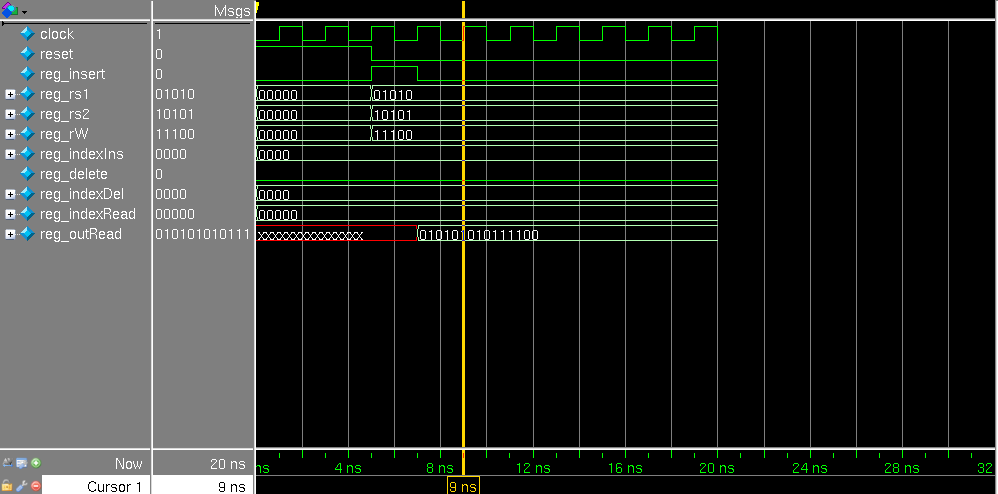 Msgs
clock 1
reset 0
reg_insert 0
reg_rs1 01010 00000 01010
reg_rs2 10101 00000 10101
reg_rW 11100 00000 11100
reg_indexIns 0000 0000
reg_delete 0
reg_indexDel 0000 0000
reg_indexRead 00000 00000
reg_outRead 010101010111 xxxxxxxxxxxxxxx 01010 010111100
Now 20 ns ns 4 ns 8 ns 12 ns 16 ns 20 ns 24 ns 28 ns 32
Cursor 1 9 ns 9 ns